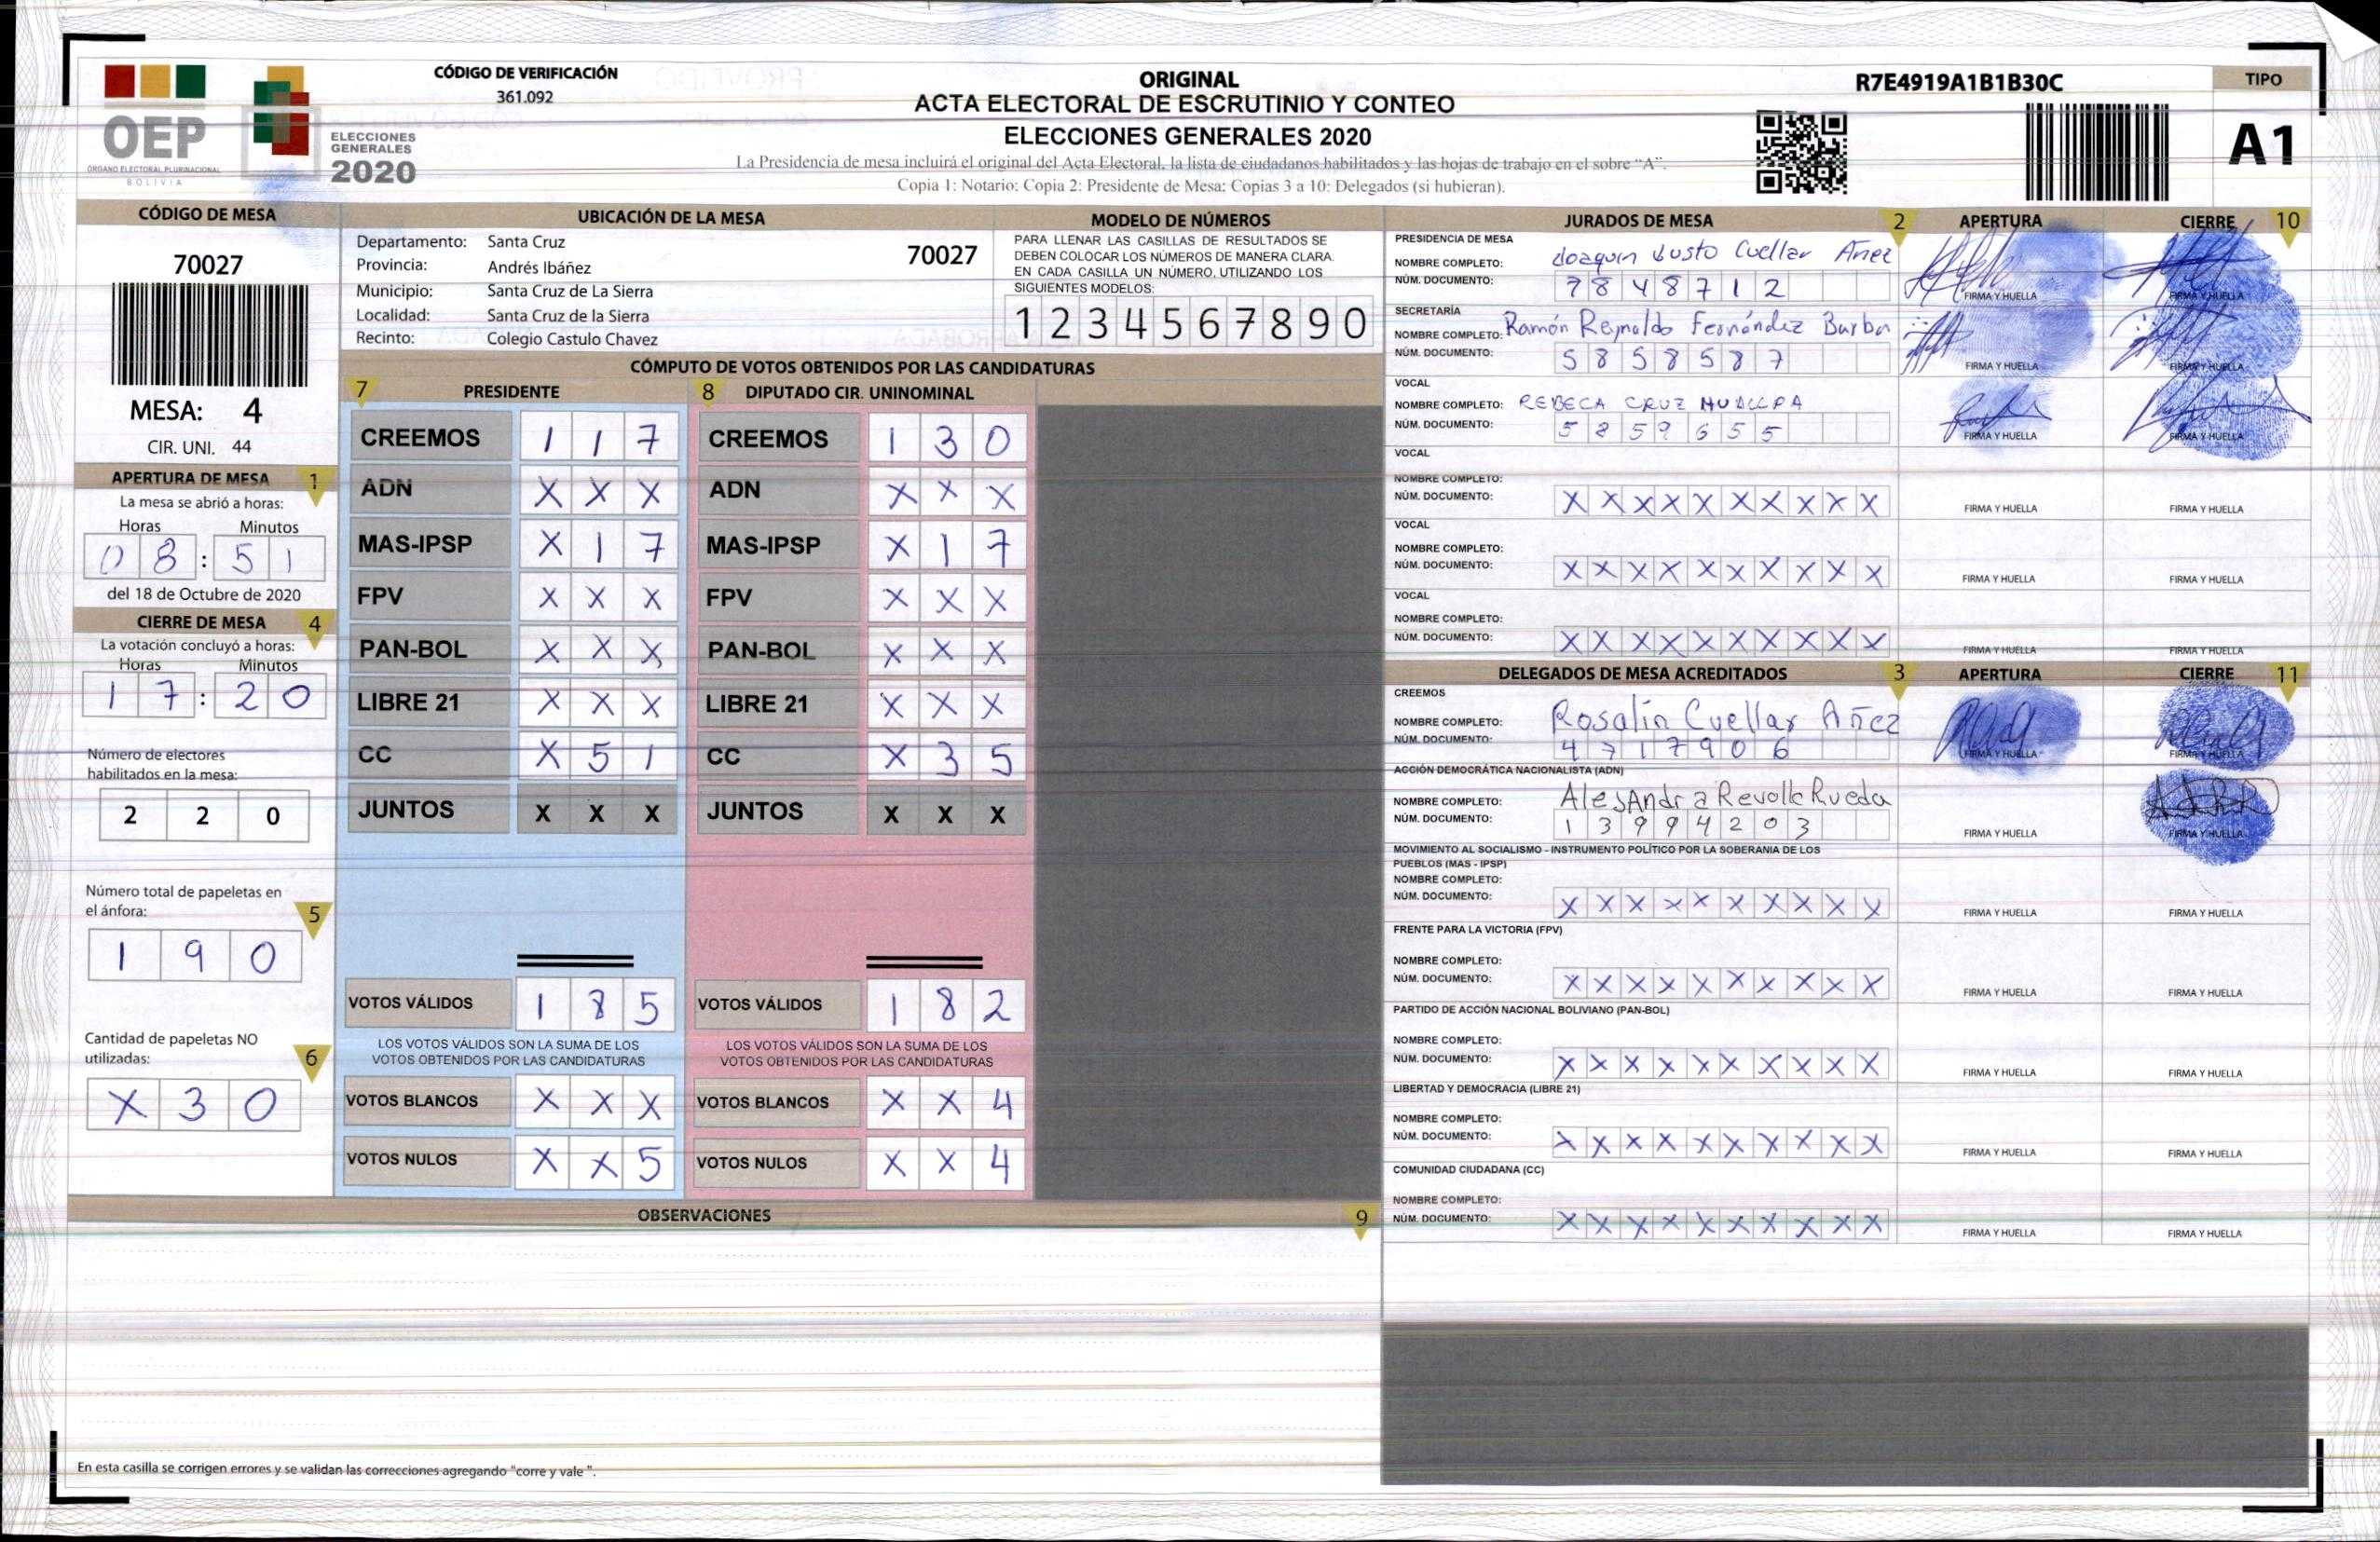 CÓDIGO DE VERIFICACIÓN
361.092
OEP
ÓRGANO ELECTORAL PLURINACIONAL
BOLIVIA
ELECCIONES
GENERALES
2020
ORIGINAL
ACTA ELECTORAL DE ESCRUTINIO Y CONTEO
ELECCIONES GENERALES 2020
La Presidencia de mesa incluirá el original del Acta Electoral, la lista de ciudadanos habilitados y las hojas de trabajo en el sobre "A".
Copia 1: Notario: Copia 2: Presidente de Mesa: Copias 3 a 10: Delegados (si hubieran).
R7E4919A1B1B30C
TIPO
A1
CÓDIGO DE MESA
70027
MESA: 4
CIR. UNI. 44
APERTURA DE MESA 1
La mesa se abrió a horas:
Horas Minutos
08:51
del 18 de Octubre de 2020
CIERRE DE MESA 4
La votación concluyó a horas:
Horas Minutos
17:20
Número de electores
habilitados en la mesa:
2 2 0
Número total de papeletas en
el ánfora:
5
1 9 0
Cantidad de papeletas NO
utilizadas:
6
X 3 0
UBICACIÓN DE LA MESA
Departamento: Santa Cruz
70027
Provincia: Andrés Ibáñez
Municipio: Santa Cruz de La Sierra
Localidad: Santa Cruz de la Sierra
Recinto: Colegio Castulo Chavez
MODELO DE NÚMEROS
PARA LLENAR LAS CASILLAS DE RESULTADOS SE
DEBEN COLOCAR LOS NÚMEROS DE MANERA CLARA.
EN CADA CASILLA UN NÚMERO, UTILIZANDO LOS
SIGUIENTES MODELOS:
1 2 3 4 5 6 7 8 9 0
CÓMPUTO DE VOTOS OBTENIDOS POR LAS CANDIDATURAS
7 PRESIDENTE
CREEMOS 1 1 7
ADN X X X
MAS-IPSP X 1 7
FPV X X X
PAN-BOL X X X
LIBRE 21 X X X
CC X 5 1
JUNTOS X X X
VOTOS VÁLIDOS 1 8 5
LOS VOTOS VÁLIDOS SON LA SUMA DE LOS
VOTOS OBTENIDOS POR LAS CANDIDATURAS
VOTOS BLANCOS X X X
VOTOS NULOS X X 5
8 DIPUTADO CIR. UNINOMINAL
CREEMOS 1 3 0
ADN X X X
MAS-IPSP X 1 7
FPV X X X
PAN-BOL X X X
LIBRE 21 X X X
CC X 3 5
JUNTOS X X X
VOTOS VÁLIDOS 1 8 2
LOS VOTOS VÁLIDOS SON LA SUMA DE LOS
VOTOS OBTENIDOS POR LAS CANDIDATURAS
VOTOS BLANCOS X X 4
VOTOS NULOS X X 4
OBSERVACIONES 9
En esta casilla se corrigen errores y se validan las correcciones agregando "corre y vale ".
JURADOS DE MESA 2 APERTURA CIERRE 10
PRESIDENCIA DE MESA
NOMBRE COMPLETO: Joaquin Justo Cuellar Añez
NÚM. DOCUMENTO: 7 8 4 8 7 1 2
FIRMA Y HUELLA FIRMA Y HUELLA
SECRETARÍA
NOMBRE COMPLETO: Ramón Reynaldo Fernández Barba
NÚM. DOCUMENTO: 5 8 5 8 5 8 7
FIRMA Y HUELLA FIRMA Y HUELLA
VOCAL
NOMBRE COMPLETO: REBECA CRUZ HUALLPA
NÚM. DOCUMENTO: 5 8 5 9 6 5 5
FIRMA Y HUELLA FIRMA Y HUELLA
VOCAL
NOMBRE COMPLETO:
NÚM. DOCUMENTO: X X X X X X X X X X
FIRMA Y HUELLA FIRMA Y HUELLA
VOCAL
NOMBRE COMPLETO:
NÚM. DOCUMENTO: X X X X X X X X X X
FIRMA Y HUELLA FIRMA Y HUELLA
VOCAL
NOMBRE COMPLETO:
NÚM. DOCUMENTO: X X X X X X X X X X
FIRMA Y HUELLA FIRMA Y HUELLA
DELEGADOS DE MESA ACREDITADOS 3 APERTURA CIERRE 11
CREEMOS
NOMBRE COMPLETO: Rosalin Cuellar Añez
NÚM. DOCUMENTO: 4 7 1 7 9 0 6
FIRMA Y HUELLA FIRMA Y HUELLA
ACCIÓN DEMOCRÁTICA NACIONALISTA (ADN)
NOMBRE COMPLETO: Alejandra Revollo Rueda
NÚM. DOCUMENTO: 1 3 9 9 4 2 0 3
FIRMA Y HUELLA FIRMA Y HUELLA
MOVIMIENTO AL SOCIALISMO - INSTRUMENTO POLÍTICO POR LA SOBERANIA DE LOS
PUEBLOS (MAS - IPSP)
NOMBRE COMPLETO:
NÚM. DOCUMENTO: X X X X X X X X X X
FIRMA Y HUELLA FIRMA Y HUELLA
FRENTE PARA LA VICTORIA (FPV)
NOMBRE COMPLETO:
NÚM. DOCUMENTO: X X X X X X X X X X
FIRMA Y HUELLA FIRMA Y HUELLA
PARTIDO DE ACCIÓN NACIONAL BOLIVIANO (PAN-BOL)
NOMBRE COMPLETO:
NÚM. DOCUMENTO: X X X X X X X X X X
FIRMA Y HUELLA FIRMA Y HUELLA
LIBERTAD Y DEMOCRACIA (LIBRE 21)
NOMBRE COMPLETO:
NÚM. DOCUMENTO: X X X X X X X X X X
FIRMA Y HUELLA FIRMA Y HUELLA
COMUNIDAD CIUDADANA (CC)
NOMBRE COMPLETO:
NÚM. DOCUMENTO: X X X X X X X X X X
FIRMA Y HUELLA FIRMA Y HUELLA